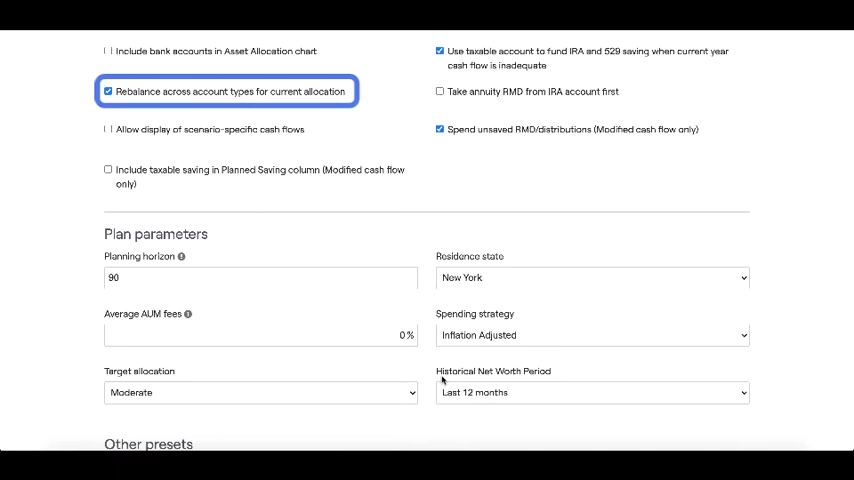 Include bank accounts in Asset Allocation chart
Use taxable account to fund IRA and 529 saving when current year
cash flow is inadequate
Rebalance across account types for current allocation
Take annuity RMD from IRA account first
Allow display of scenario-specific cash flows
Spend unsaved RMD/distributions (Modified cash flow only)
Include taxable saving in Planned Saving column (Modified cash flow
only)
Plan parameters
Planning horizon
Residence state
90
New York
Average AUM fees
Spending strategy
0 %
Inflation Adjusted
Target allocation
Historical Net Worth Period
Moderate
Last 12 months
Other presets